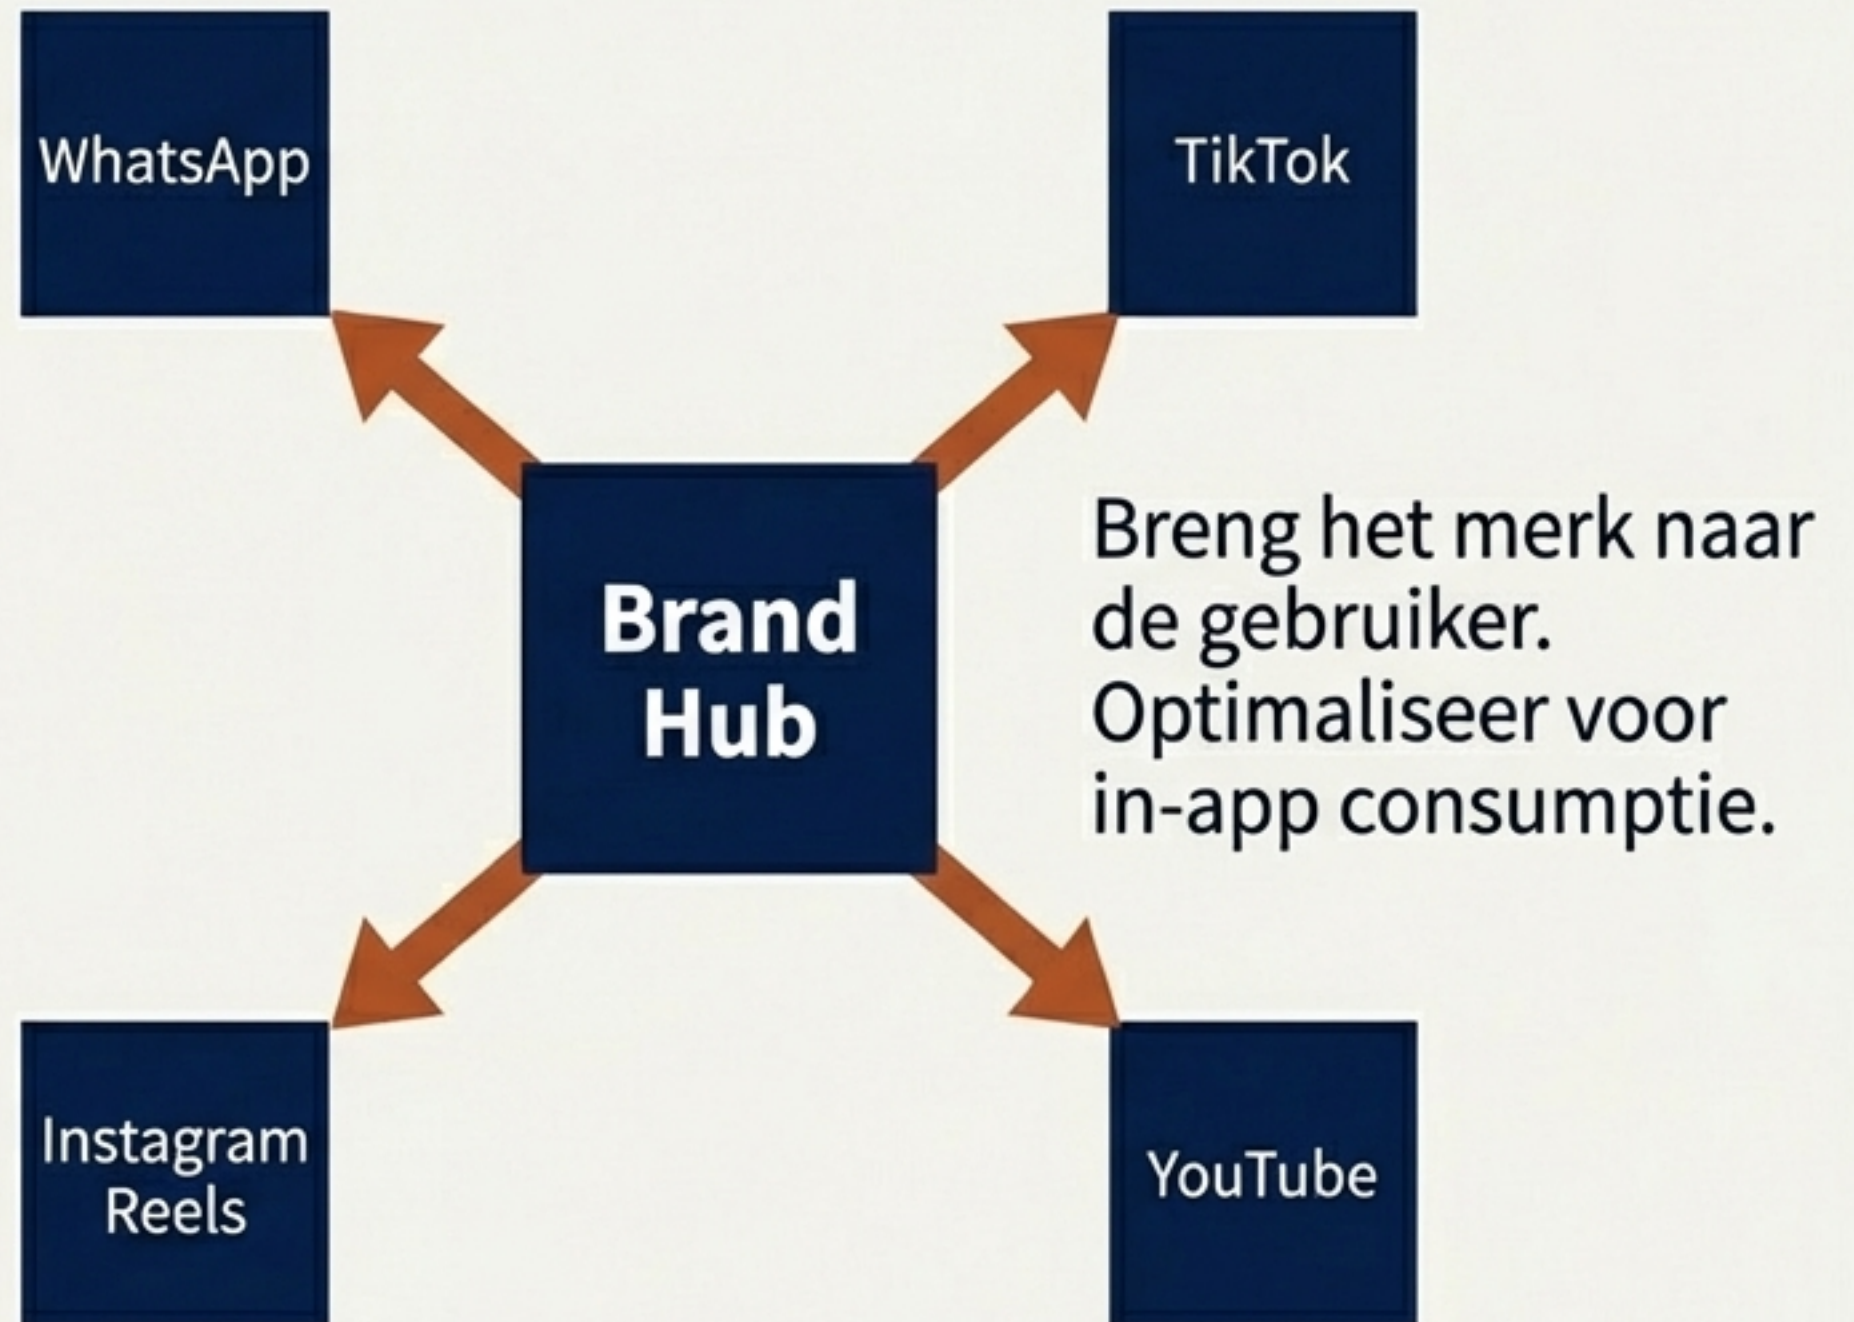 WhatsApp
TikTok
Brand
Hub
Breng het merk naar
de gebruiker.
Optimaliseer voor
in-app consumptie.
Instagram
Reels
YouTube